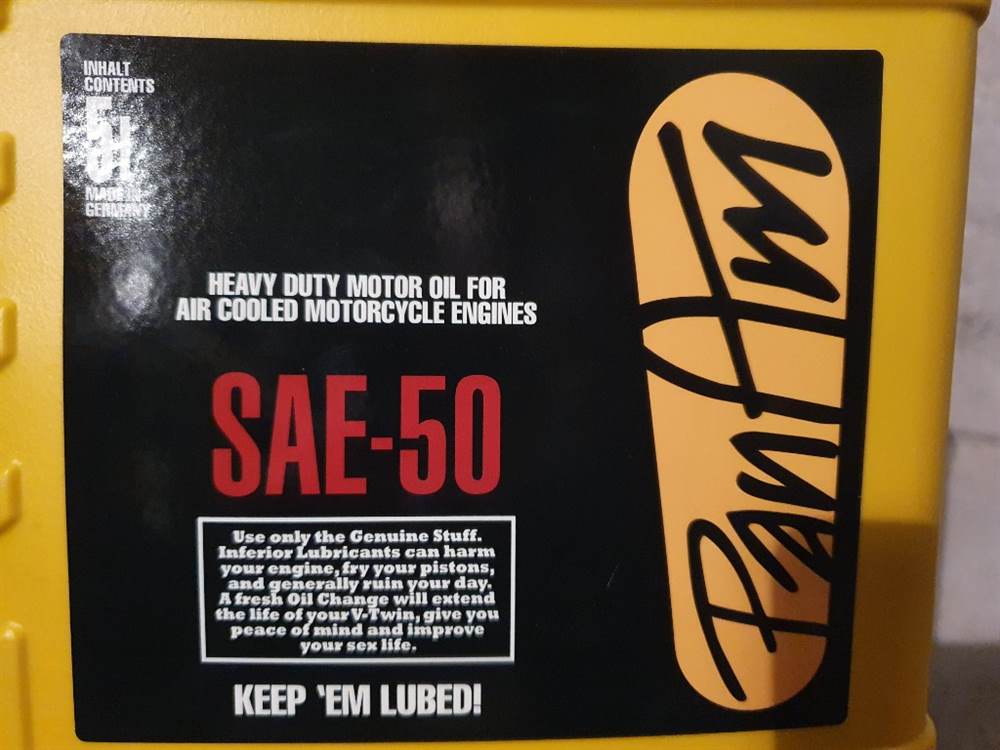 INHALT
CONTENTS
5 l
MADE IN
GERMANY
HEAVY DUTY MOTOR OIL FOR
AIR COOLED MOTORCYCLE ENGINES
SAE-50
Use only the Genuine Stuff.
Inferior Lubricants can harm
your engine, fry your pistons,
and generally ruin your day.
A fresh Oil Change will extend
the life of your V-Twin, give you
peace of mind and improve
your sex life.
KEEP 'EM LUBED!
Pan